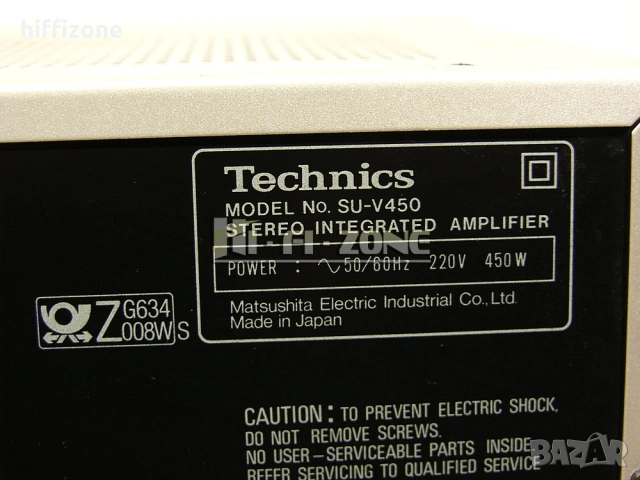 hiffizone
Technics
MODEL No. SU-V450
STEREO INTEGRATED AMPLIFIER
HI-FI-ZONE
POWER : ∿50/60Hz 220V 450W
Matsushita Electric Industrial Co., Ltd.
Made in Japan
Z G634
008W S
CAUTION : TO PREVENT ELECTRIC SHOCK,
DO NOT REMOVE SCREWS.
NO USER-SERVICEABLE PARTS INSIDE
REFER SERVICING TO QUALIFIED SERVICE
BAZAR